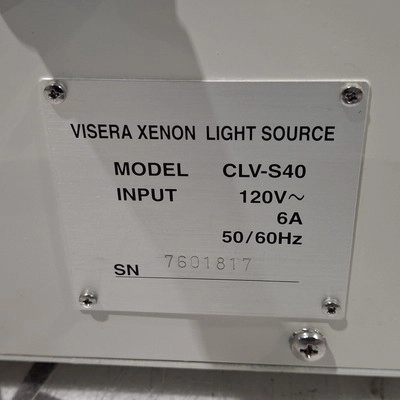 VISERA XENON LIGHT SOURCE
MODEL CLV-S40
INPUT 120V~
6A
50/60Hz
SN 7601817